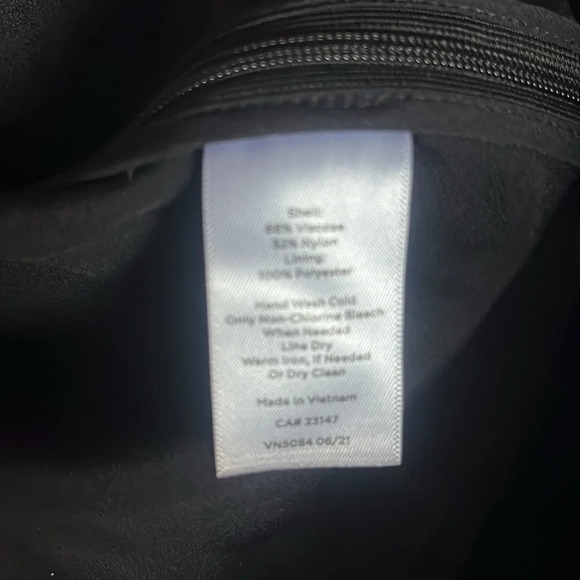 Shell:
68% Viscose
32% Nylon
Lining:
100% Polyester
Hand Wash Cold
Only Non-Chlorine Bleach
When Needed
Line Dry
Warm Iron, If Needed
Or Dry Clean
Made in Vietnam
CA# 23147
VN5084 06/21